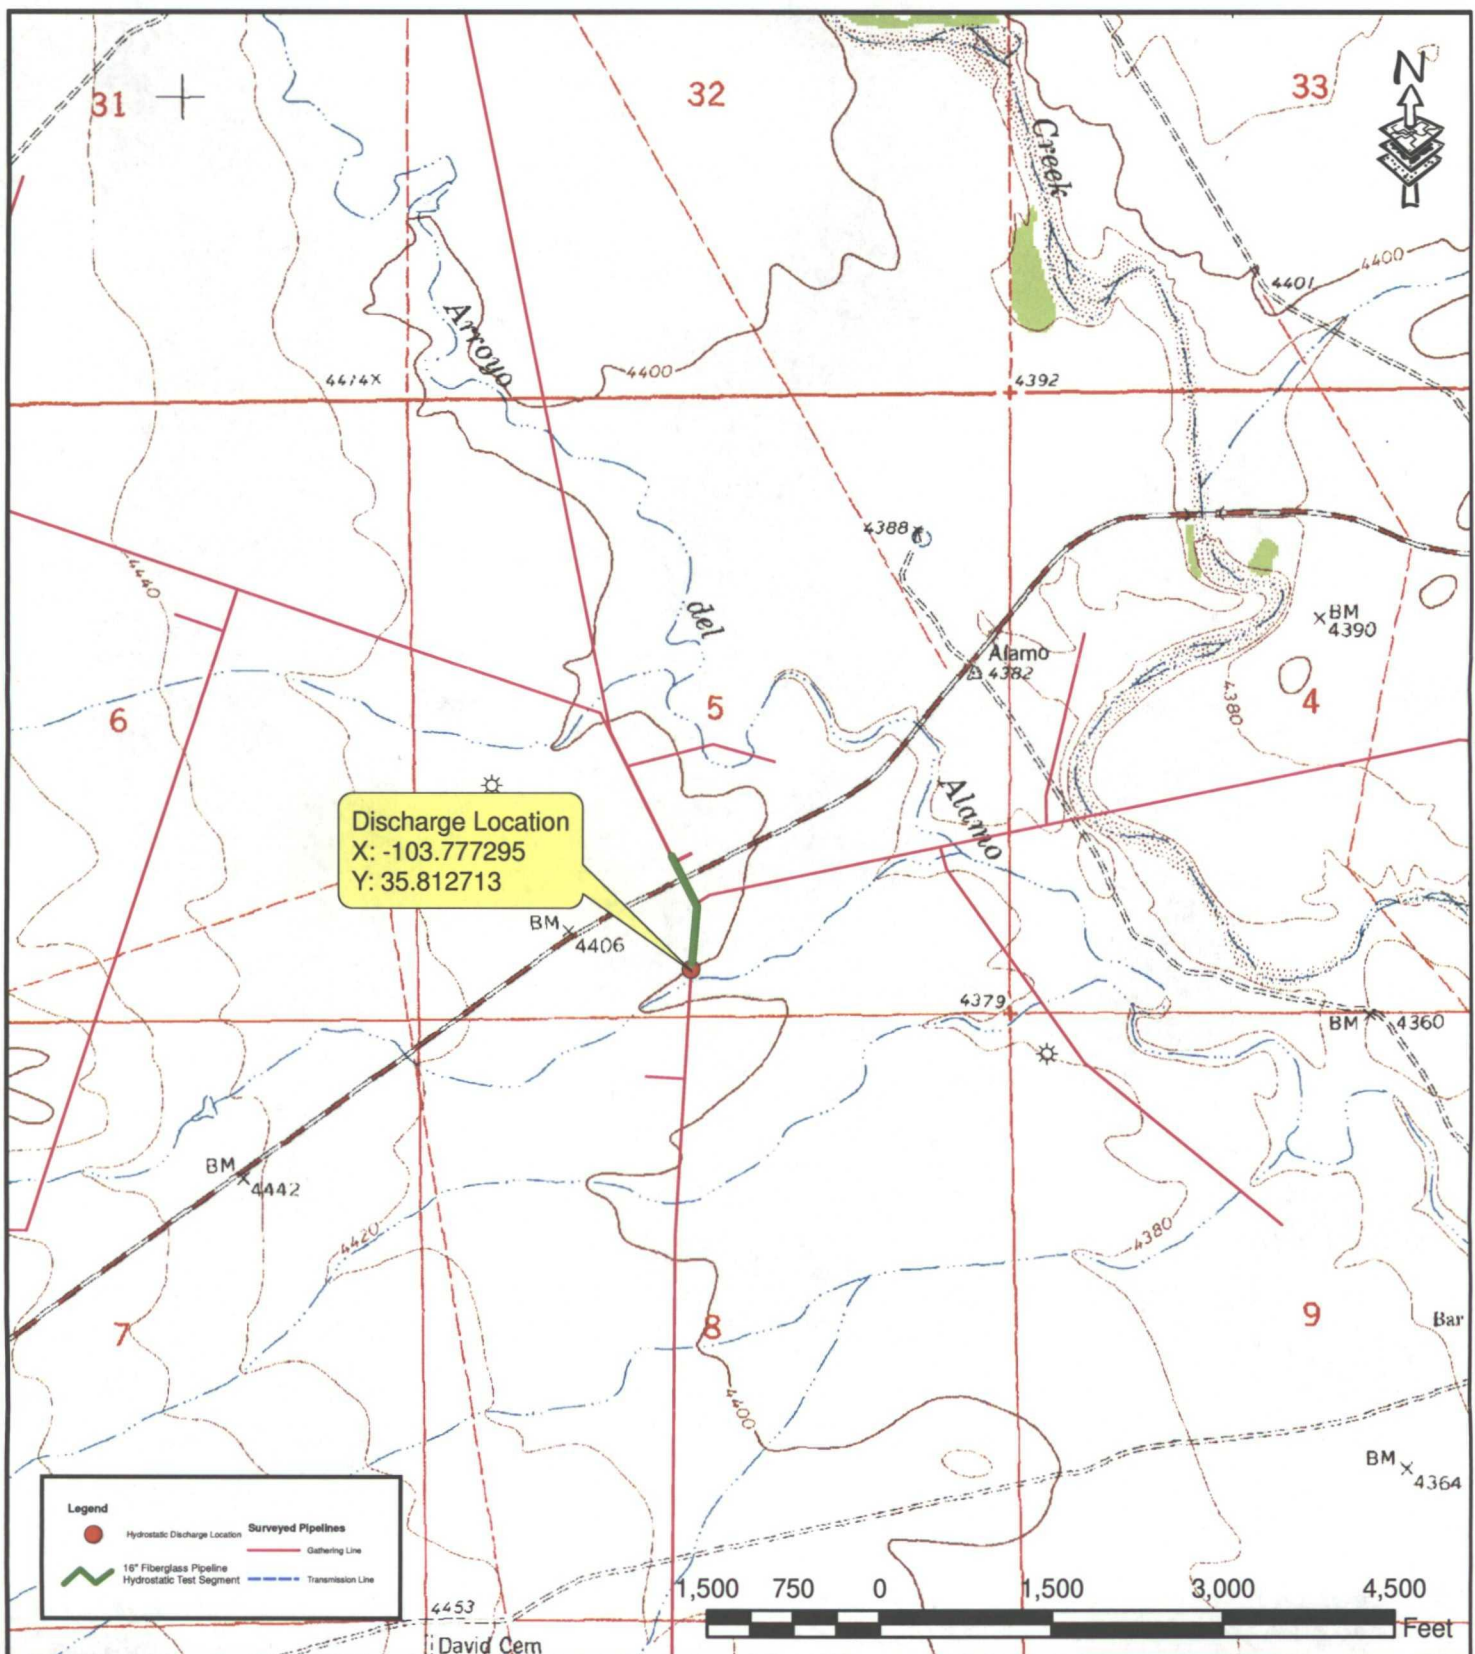 31
32
33
N
Creek
4400
4401
Arroyo
4400
4414
4392
4388
4440
del
BM
4390
Alamo
4382
6
5
4380
4
Alamo
Discharge Location
X: -103.777295
Y: 35.812713
BM
4406
4379
BM
4360
BM
4442
4420
4380
7
8
9
Bar
4400
BM
4364
Legend
Hydrostatic Discharge Location
Surveyed Pipelines
Gathering Line
16" Fiberglass Pipeline
Hydrostatic Test Segment
Transmission Line
1,500 750 0 1,500 3,000 4,500
Feet
4453
David Cem